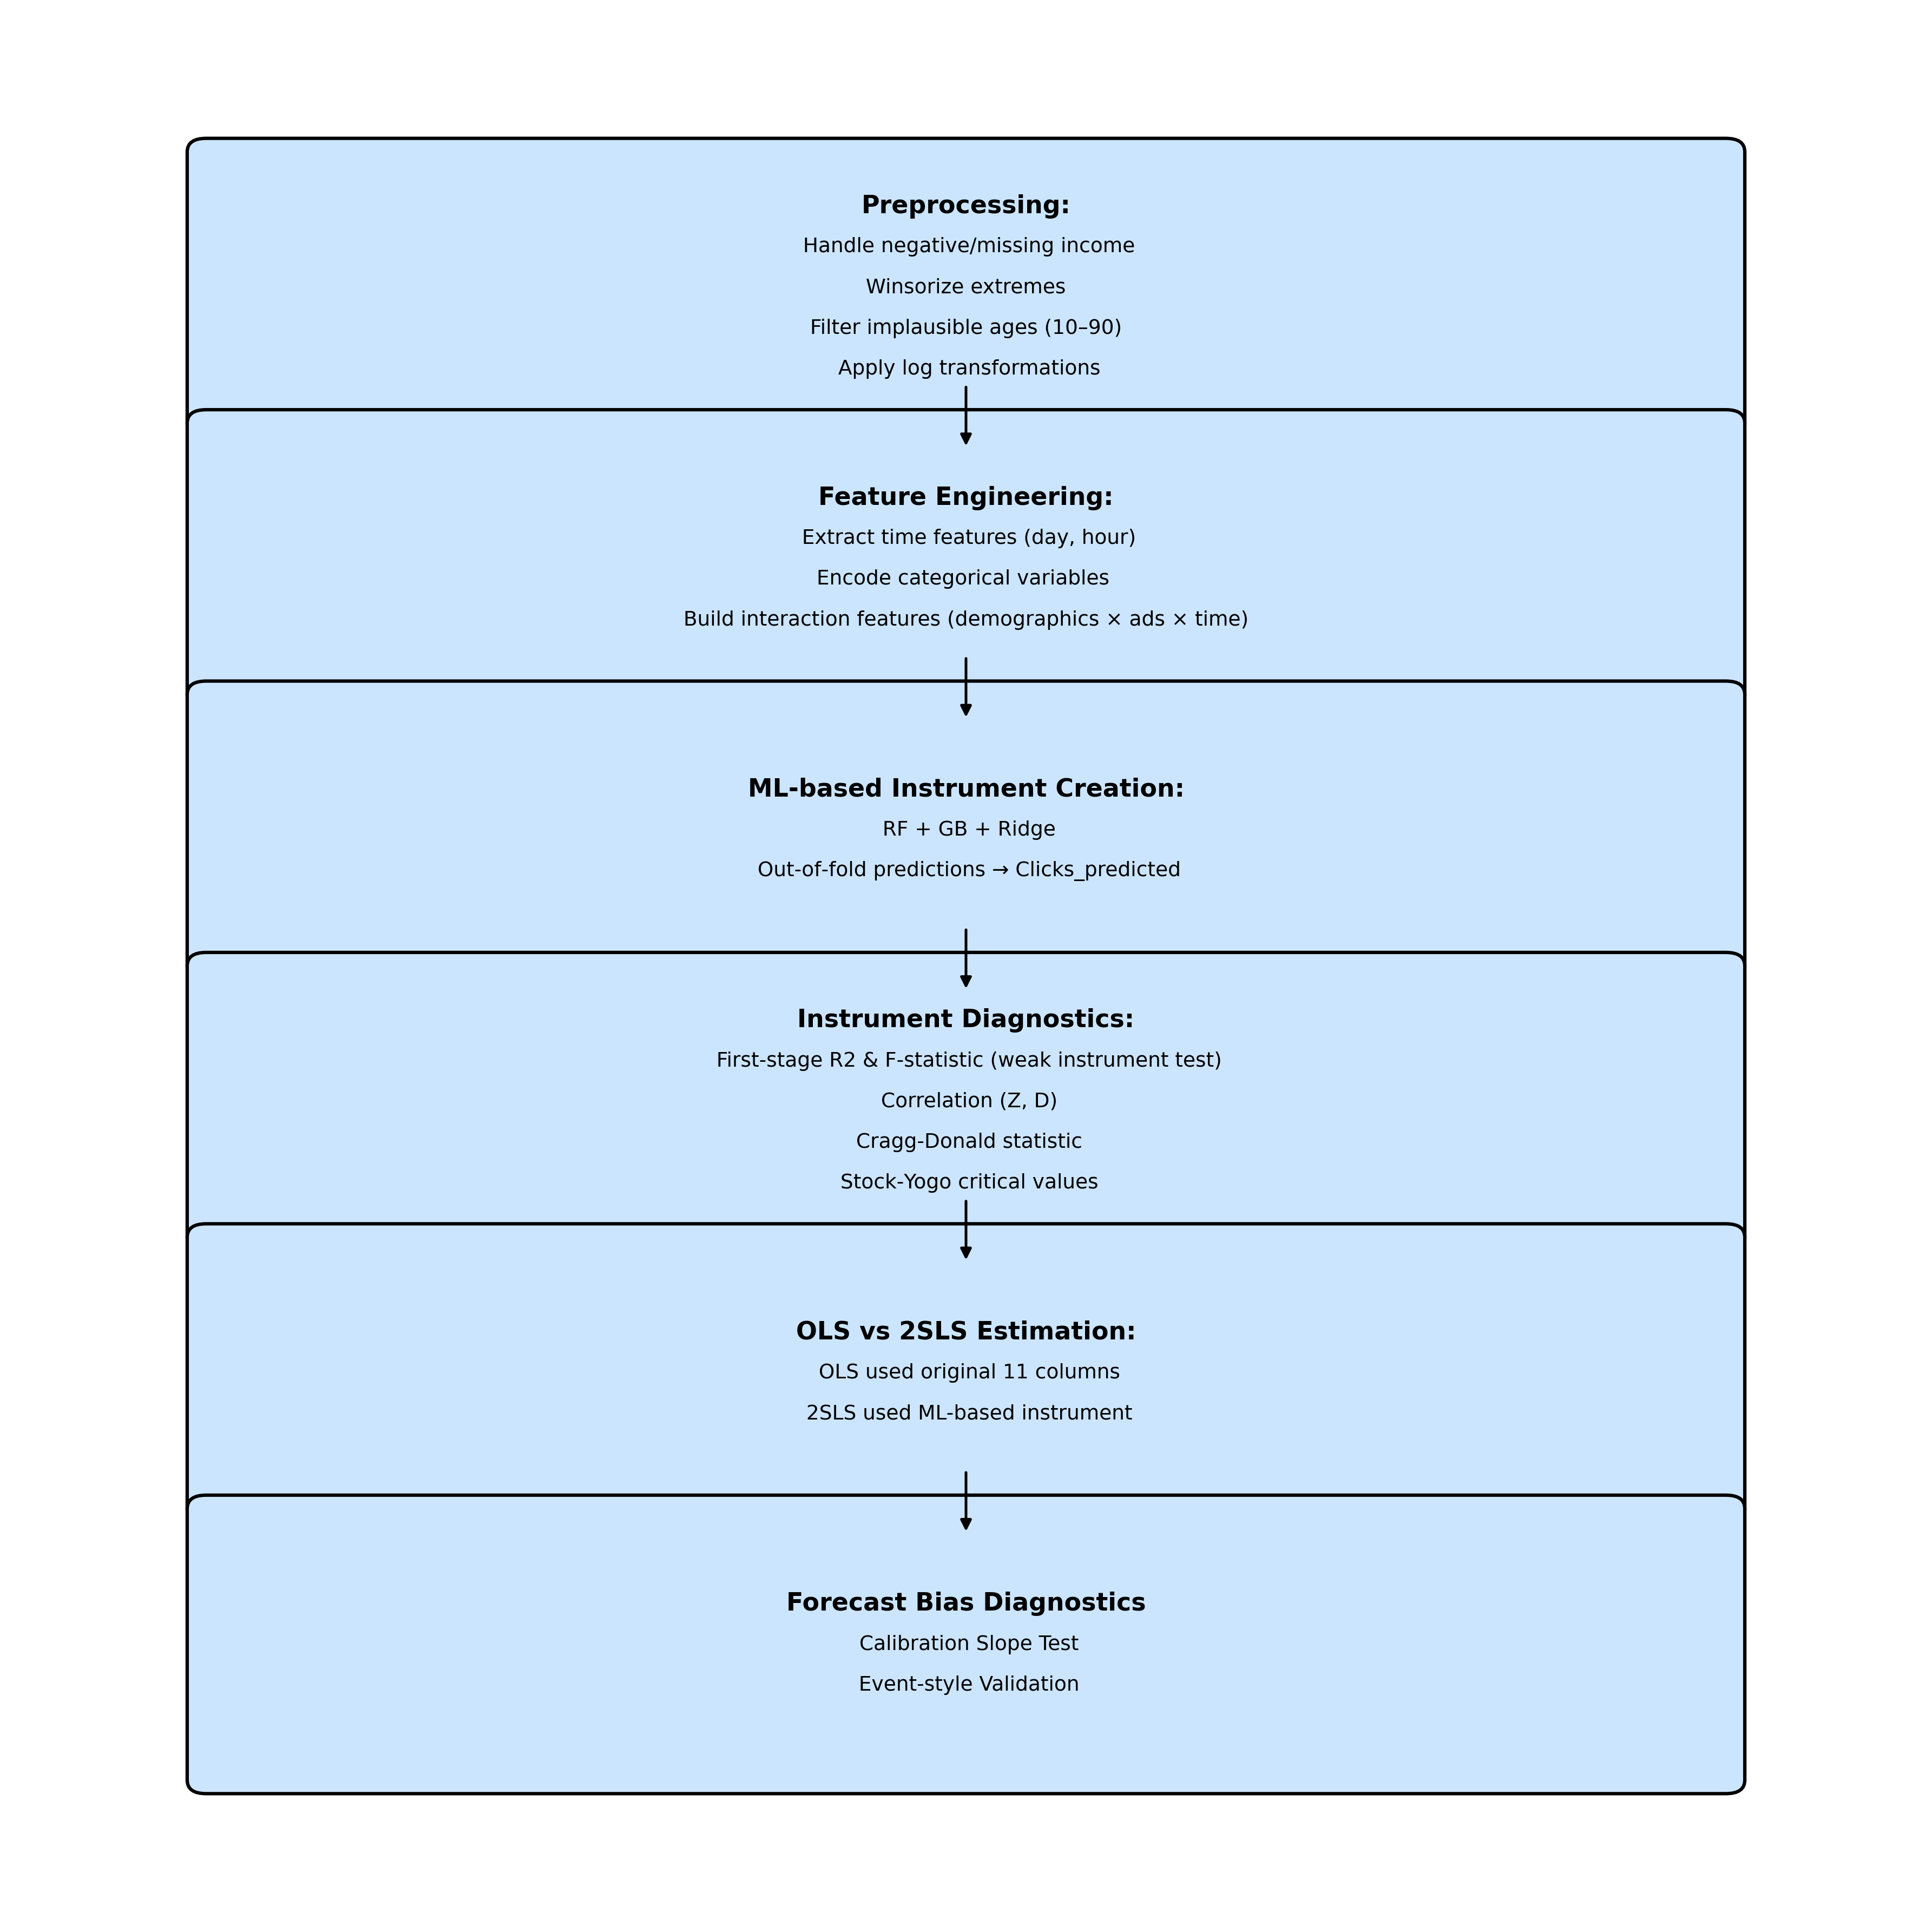 Preprocessing:
Handle negative/missing income
Winsorize extremes
Filter implausible ages (10–90)
Apply log transformations
Feature Engineering:
Extract time features (day, hour)
Encode categorical variables
Build interaction features (demographics × ads × time)
ML-based Instrument Creation:
RF + GB + Ridge
Out-of-fold predictions → Clicks_predicted
Instrument Diagnostics:
First-stage R2 & F-statistic (weak instrument test)
Correlation (Z, D)
Cragg-Donald statistic
Stock-Yogo critical values
OLS vs 2SLS Estimation:
OLS used original 11 columns
2SLS used ML-based instrument
Forecast Bias Diagnostics
Calibration Slope Test
Event-style Validation